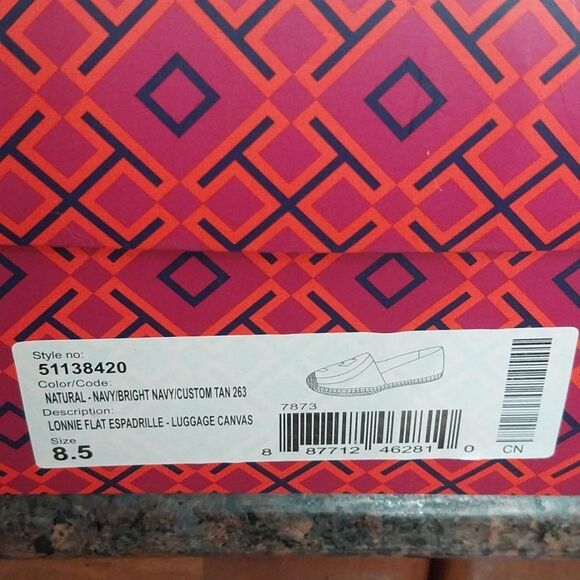 Style no:
51138420
Color/Code:
NATURAL - NAVY/BRIGHT NAVY/CUSTOM TAN 263
Description:
LONNIE FLAT ESPADRILLE - LUGGAGE CANVAS
Size
8.5
7873
8 87712 46281 0
CN